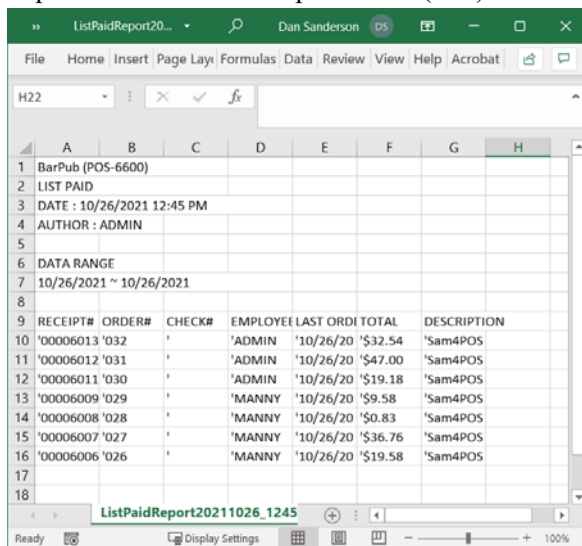 ListPaidReport20... Dan Sanderson DS
File Home Insert Page Layı Formulas Data Review View Help Acrobat
H22 fx
A B C D E F G H
1 BarPub (POS-6600)
2 LIST PAID
3 DATE : 10/26/2021 12:45 PM
4 AUTHOR : ADMIN
5
6 DATA RANGE
7 10/26/2021 ~ 10/26/2021
8
9 RECEIPT# ORDER# CHECK# EMPLOYEE LAST ORDE TOTAL DESCRIPTION
10 '00006013 '032 ' 'ADMIN '10/26/20 '$32.54 'Sam4POS
11 '00006012 '031 ' 'ADMIN '10/26/20 '$47.00 'Sam4POS
12 '00006011 '030 ' 'ADMIN '10/26/20 '$19.18 'Sam4POS
13 '00006009 '029 ' 'MANNY '10/26/20 '$9.58 'Sam4POS
14 '00006008 '028 ' 'MANNY '10/26/20 '$0.83 'Sam4POS
15 '00006007 '027 ' 'MANNY '10/26/20 '$36.76 'Sam4POS
16 '00006006 '026 ' 'MANNY '10/26/20 '$19.58 'Sam4POS
17
18
ListPaidReport20211026_1245
Ready Display Settings 100%